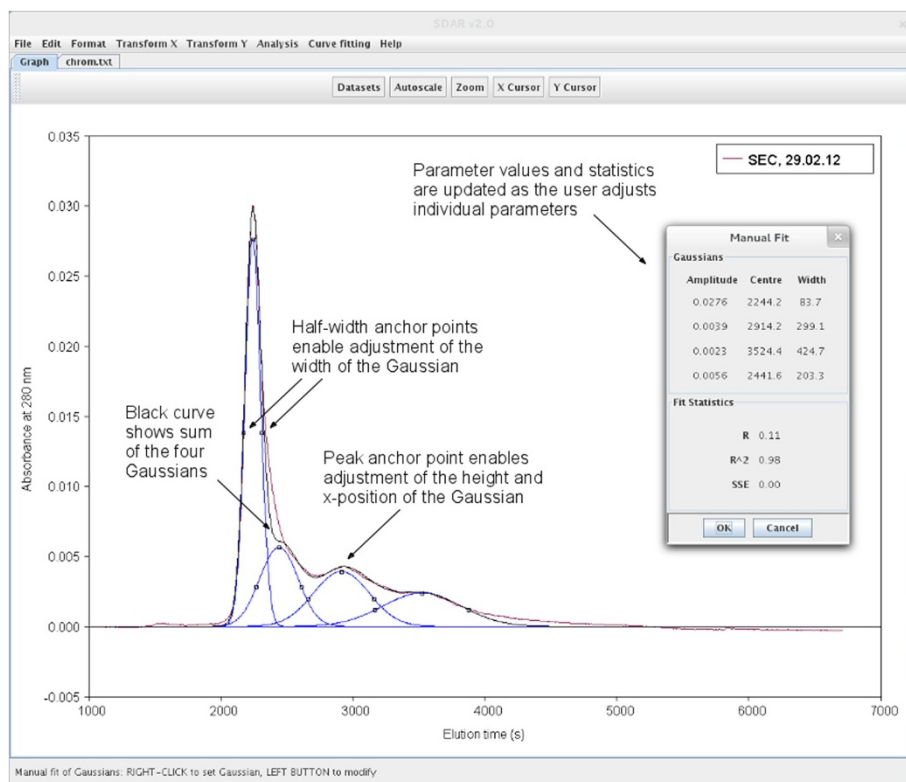 SDAR v2.0
File Edit Format Transform X Transform Y Analysis Curve fitting Help
Graph chrom.txt
Datasets Autoscale Zoom X Cursor Y Cursor
0.035
0.030
0.025
0.020
0.015
0.010
0.005
0.000
-0.005
Absorbance at 280 nm
1000 2000 3000 4000 5000 6000 7000
Elution time (s)
SEC, 29.02.12
Parameter values and statistics
are updated as the user adjusts
individual parameters
Half-width anchor points
enable adjustment of the
width of the Gaussian
Black curve
shows sum
of the four
Gaussians
Peak anchor point enables
adjustment of the height and
x-position of the Gaussian
Manual Fit
Gaussians
Amplitude Centre Width
0.0276 2244.2 83.7
0.0039 2914.2 299.1
0.0023 3524.4 424.7
0.0056 2441.6 203.3
Fit Statistics
R 0.11
R^2 0.98
SSE 0.00
OK Cancel
Manual fit of Gaussians: RIGHT-CLICK to set Gaussian, LEFT BUTTON to modify